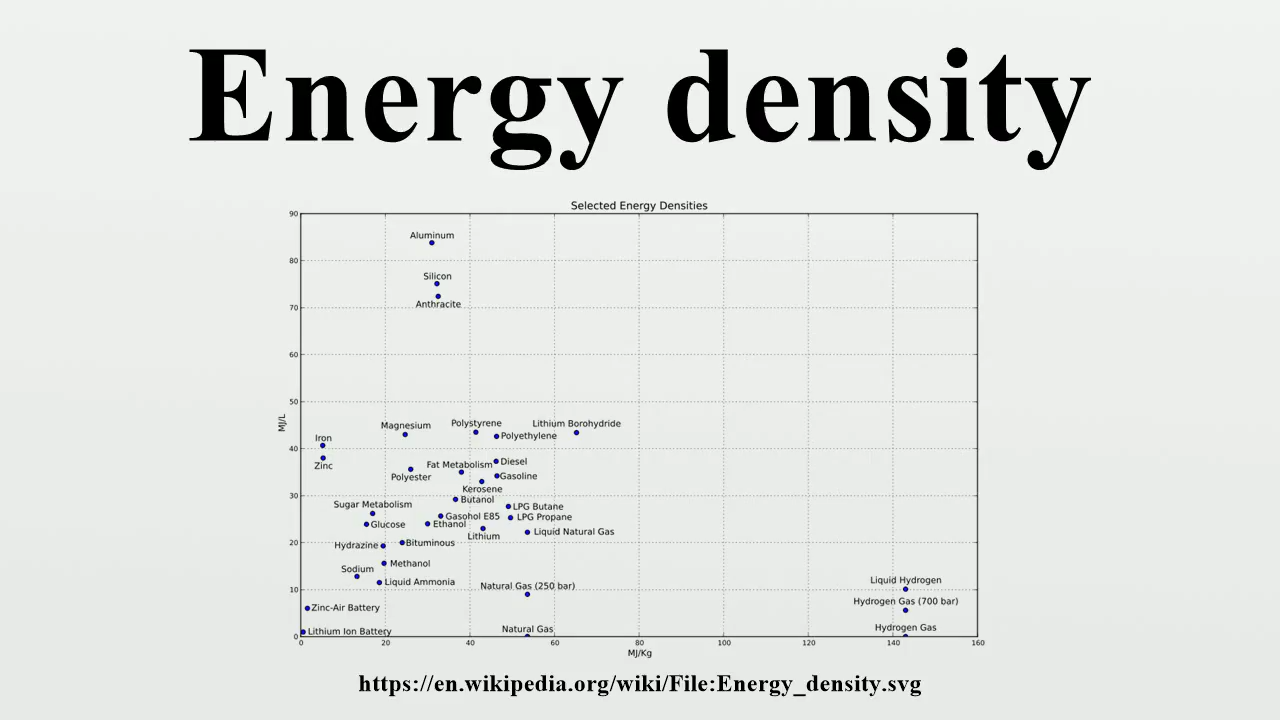 Energy density
Selected Energy Densities
90
Aluminum
80
Silicon
Anthracite
70
60
50
MJ/L
Magnesium
Polystyrene
Lithium Borohydride
Iron
Polyethylene
40
Zinc
Polyester
Fat Metabolism
Diesel
Gasoline
Kerosene
30
Butanol
Sugar Metabolism
LPG Butane
Glucose
Gasohol E85
LPG Propane
Ethanol
Lithium
Liquid Natural Gas
20
Hydrazine
Bituminous
Methanol
Sodium
Liquid Ammonia
Natural Gas (250 bar)
Liquid Hydrogen
10
Hydrogen Gas (700 bar)
Zinc-Air Battery
Lithium Ion Battery
Natural Gas
Hydrogen Gas
0
0 20 40 60 80 100 120 140 160
MJ/Kg
https://en.wikipedia.org/wiki/File:Energy_density.svg